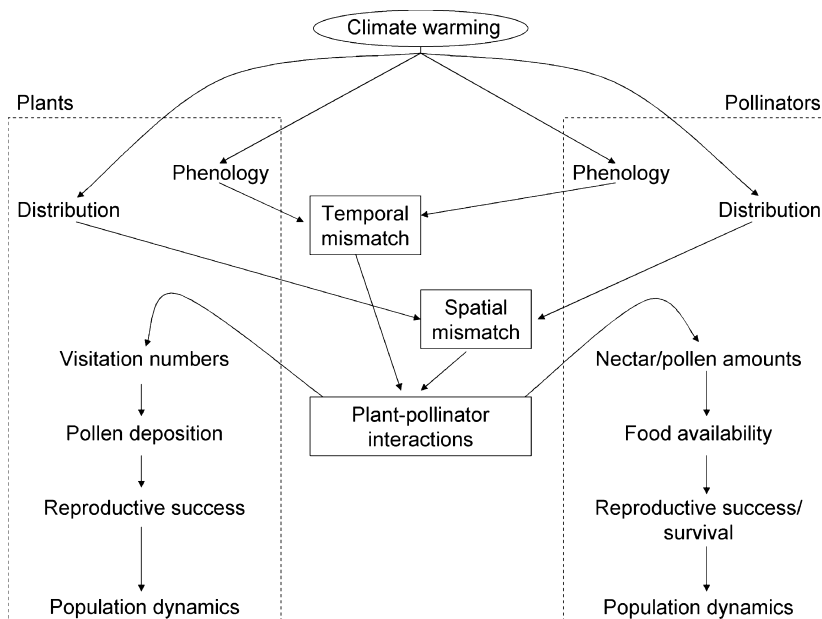 Climate warming
Plants
Pollinators
Phenology
Phenology
Distribution
Distribution
Temporal
mismatch
Spatial
mismatch
Visitation numbers
Nectar/pollen amounts
Plant-pollinator
interactions
Pollen deposition
Food availability
Reproductive success
Reproductive success/
survival
Population dynamics
Population dynamics